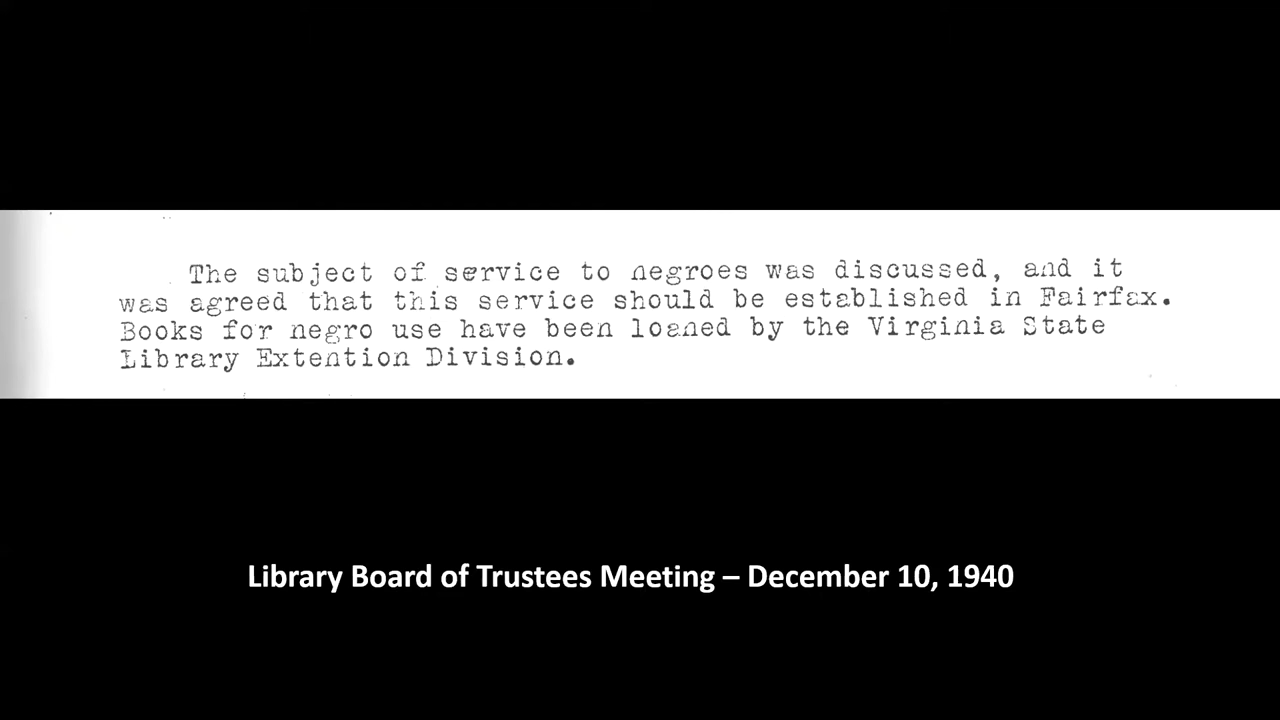 The subject of service to negroes was discussed, and it
was agreed that this service should be established in Fairfax.
Books for negro use have been loaned by the Virginia State
Library Extention Division.
Library Board of Trustees Meeting – December 10, 1940